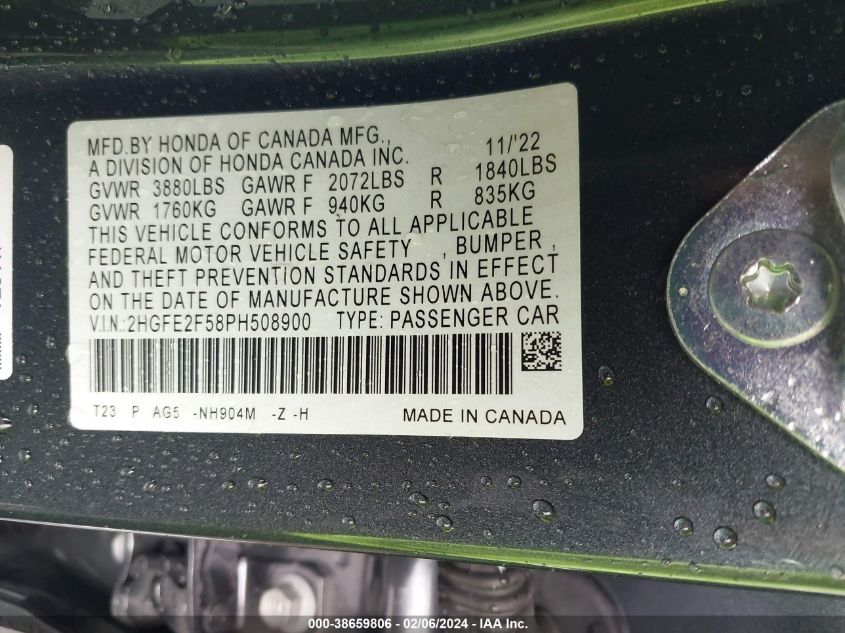 MFD.BY HONDA OF CANADA MFG., 11/'22
A DIVISION OF HONDA CANADA INC.
GVWR 3880LBS GAWR F 2072LBS R 1840LBS
GVWR 1760KG GAWR F 940KG R 835KG
THIS VEHICLE CONFORMS TO ALL APPLICABLE
FEDERAL MOTOR VEHICLE SAFETY , BUMPER ,
AND THEFT PREVENTION STANDARDS IN EFFECT
ON THE DATE OF MANUFACTURE SHOWN ABOVE.
V.I.N.:2HGFE2F58PH508900 TYPE: PASSENGER CAR
T23 P AG5 -NH904M -Z -H MADE IN CANADA
000-38659806 - 02/06/2024 - IAA Inc.